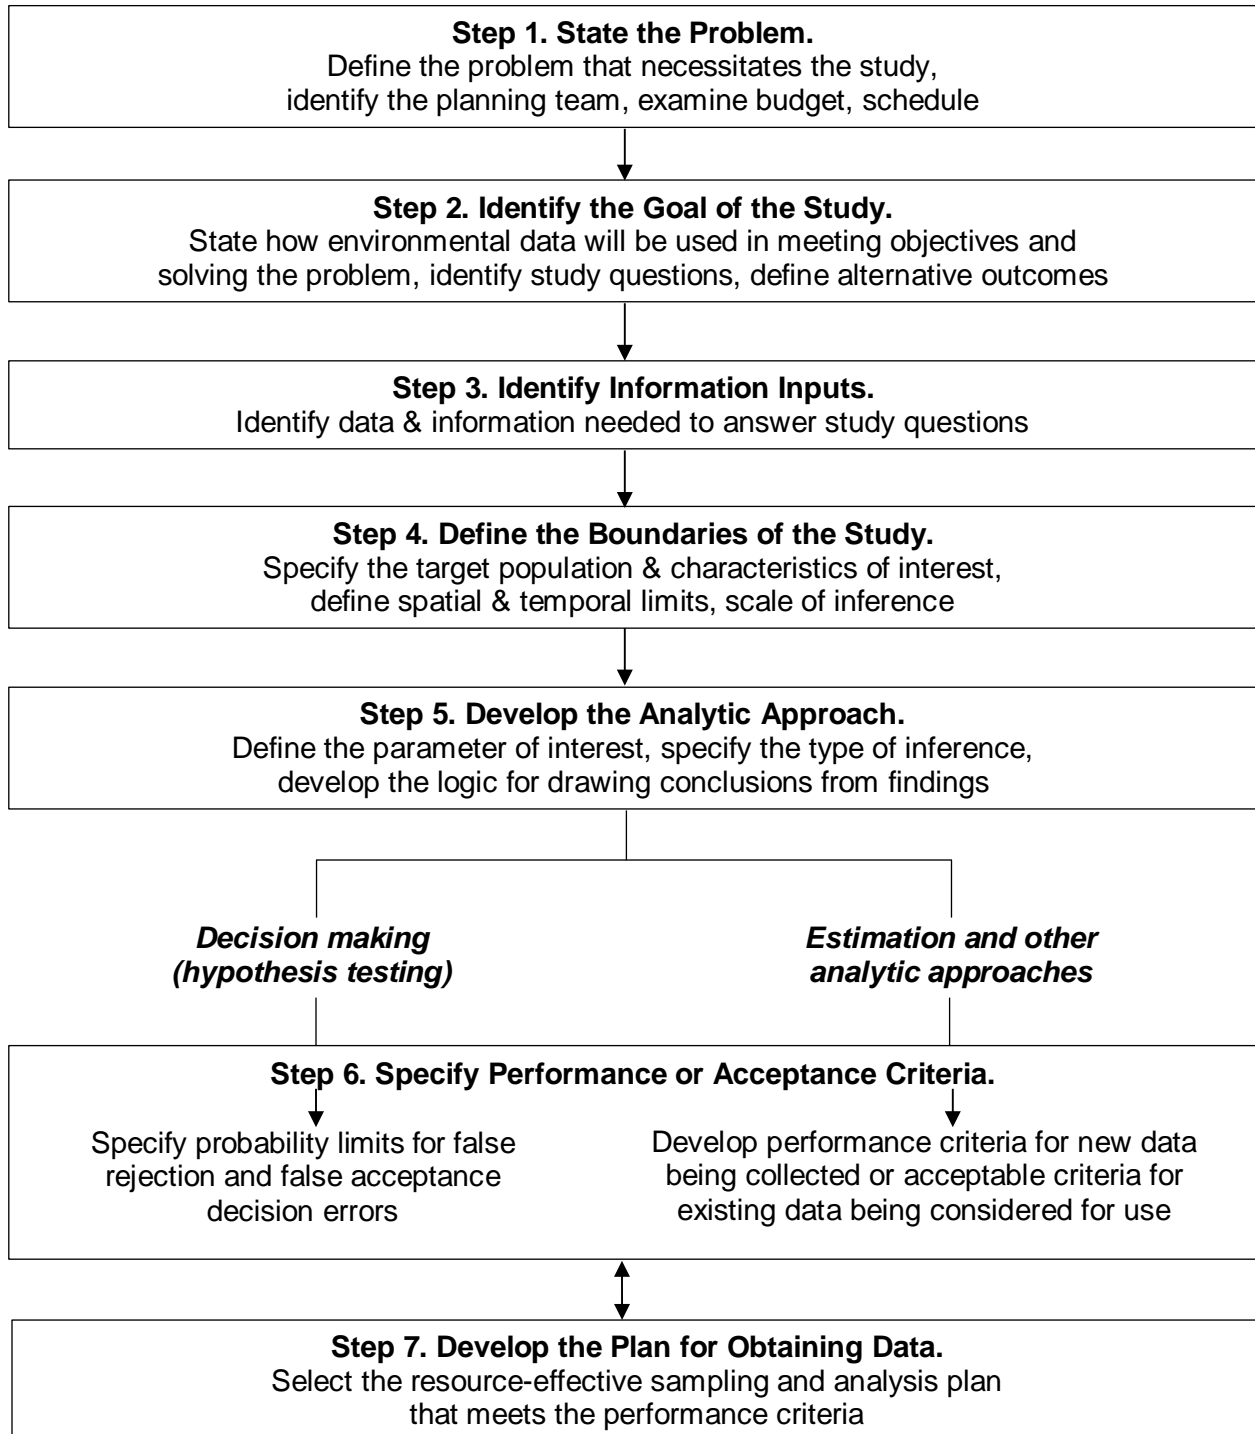 Step 1. State the Problem.
Define the problem that necessitates the study,
identify the planning team, examine budget, schedule
Step 2. Identify the Goal of the Study.
State how environmental data will be used in meeting objectives and
solving the problem, identify study questions, define alternative outcomes
Step 3. Identify Information Inputs.
Identify data & information needed to answer study questions
Step 4. Define the Boundaries of the Study.
Specify the target population & characteristics of interest,
define spatial & temporal limits, scale of inference
Step 5. Develop the Analytic Approach.
Define the parameter of interest, specify the type of inference,
develop the logic for drawing conclusions from findings
Decision making
(hypothesis testing)
Estimation and other
analytic approaches
Step 6. Specify Performance or Acceptance Criteria.
Specify probability limits for false
rejection and false acceptance
decision errors
Develop performance criteria for new data
being collected or acceptable criteria for
existing data being considered for use
Step 7. Develop the Plan for Obtaining Data.
Select the resource-effective sampling and analysis plan
that meets the performance criteria